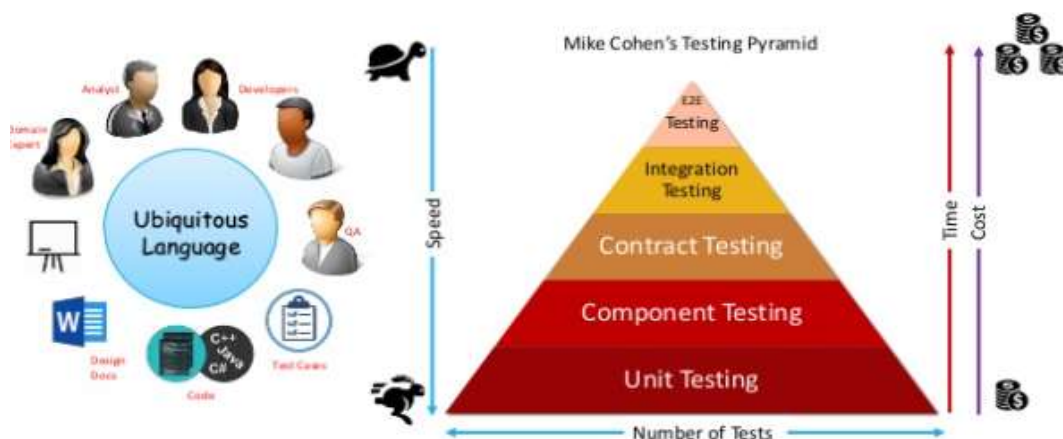 Mike Cohen's Testing Pyramid
Analyst
Developers
Domain
Expert
Ubiquitous
Language
QA
W
Design
Docs
C++
Java
C#
Code
Test Cases
Speed
E2E
Testing
Integration
Testing
Contract Testing
Component Testing
Unit Testing
Number of Tests
Time
Cost
$
$
$
$